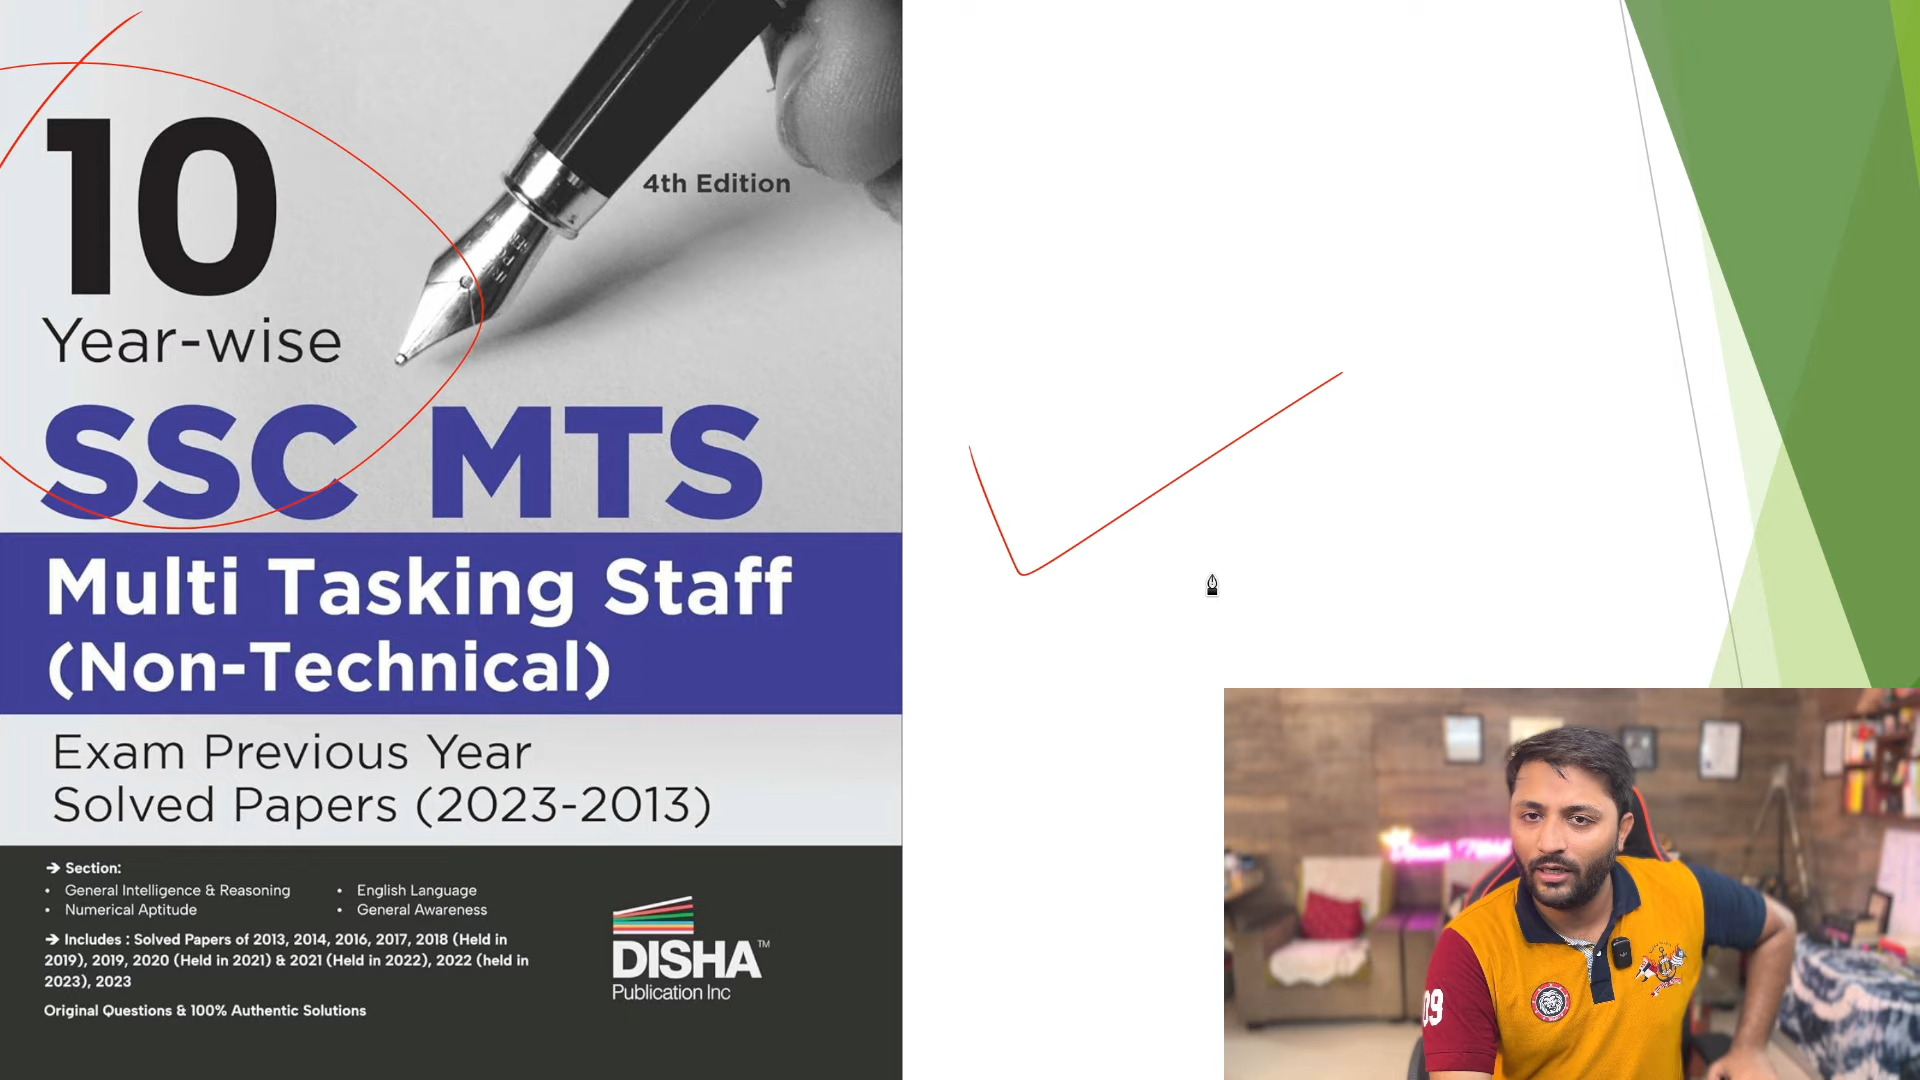 10
4th Edition
Year-wise
SSC MTS
Multi Tasking Staff
(Non-Technical)
Exam Previous Year
Solved Papers (2023-2013)
→ Section:
• General Intelligence & Reasoning
• Numerical Aptitude
• English Language
• General Awareness
→ Includes : Solved Papers of 2013, 2014, 2016, 2017, 2018 (Held in
2019), 2019, 2020 (Held in 2021) & 2021 (Held in 2022), 2022 (held in
2023), 2023
Original Questions & 100% Authentic Solutions
DISHA™
Publication Inc
09